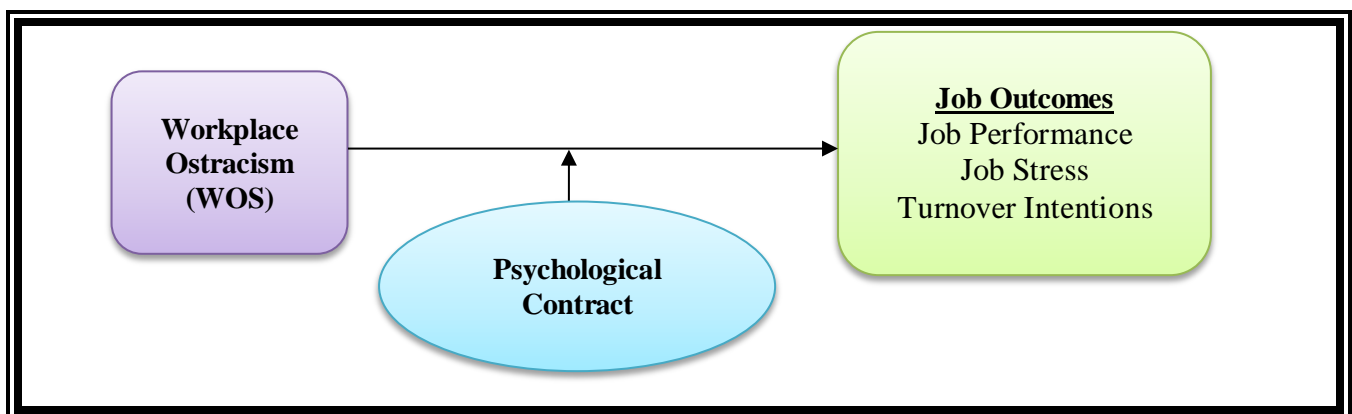 Workplace
Ostracism
(WOS)
Job Outcomes
Job Performance
Job Stress
Turnover Intentions
Psychological
Contract